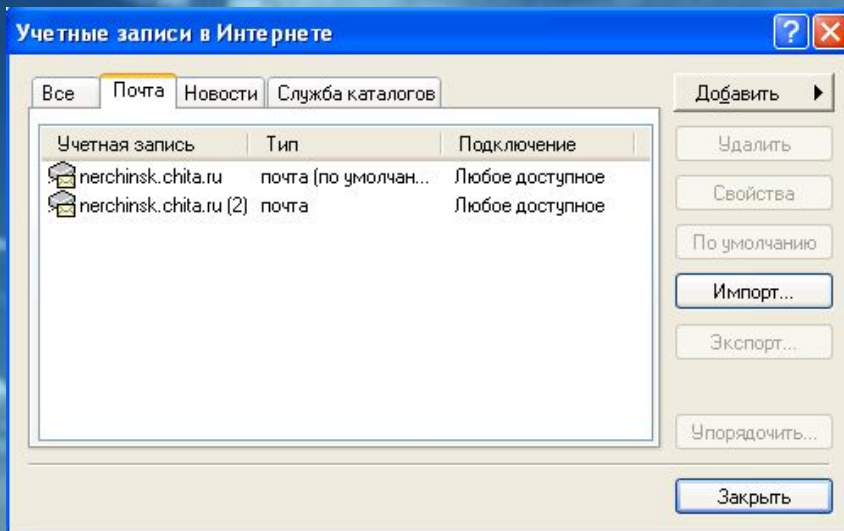 Учетные записи в Интернете
Все Почта Новости Служба каталогов
Учетная запись Тип Подключение
nerchinsk.chita.ru почта (по умолчан... Любое доступное
nerchinsk.chita.ru (2) почта Любое доступное
Добавить
Удалить
Свойства
По умолчанию
Импорт...
Экспорт...
Упорядочить...
Закрыть